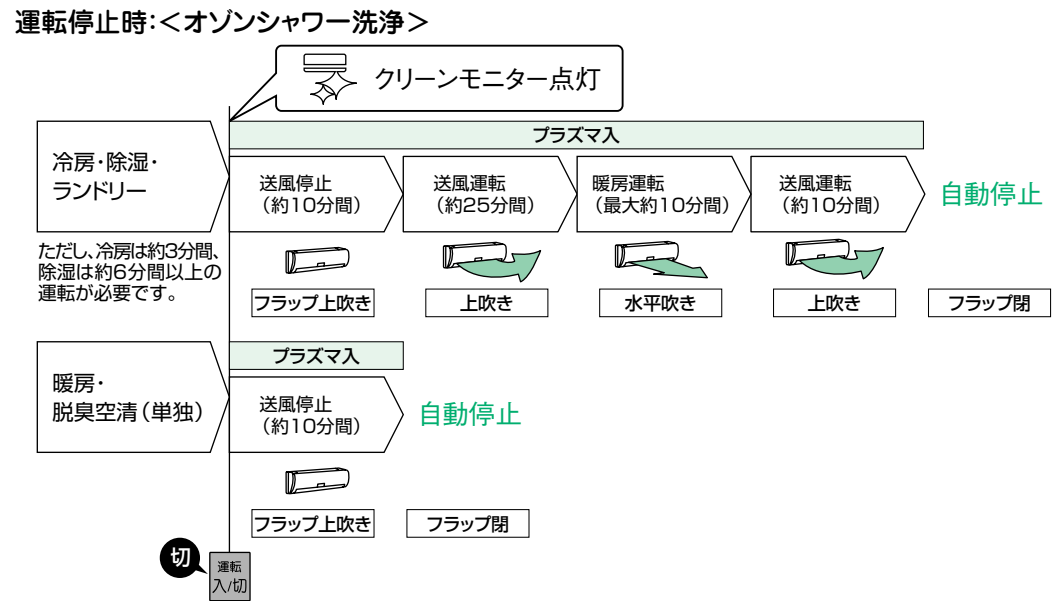 運転停止時:＜オゾンシャワー洗浄＞
クリーンモニター点灯
プラズマ入
冷房・除湿・
ランドリー
送風停止
（約10分間）
送風運転
（約25分間）
暖房運転
（最大約10分間）
送風運転
（約10分間）
自動停止
ただし、冷房は約3分間、
除湿は約6分間以上の
運転が必要です。
フラップ上吹き
上吹き
水平吹き
上吹き
フラップ閉
プラズマ入
暖房・
脱臭空清（単独）
送風停止
（約10分間）
自動停止
フラップ上吹き
フラップ閉
切
運転
入/切